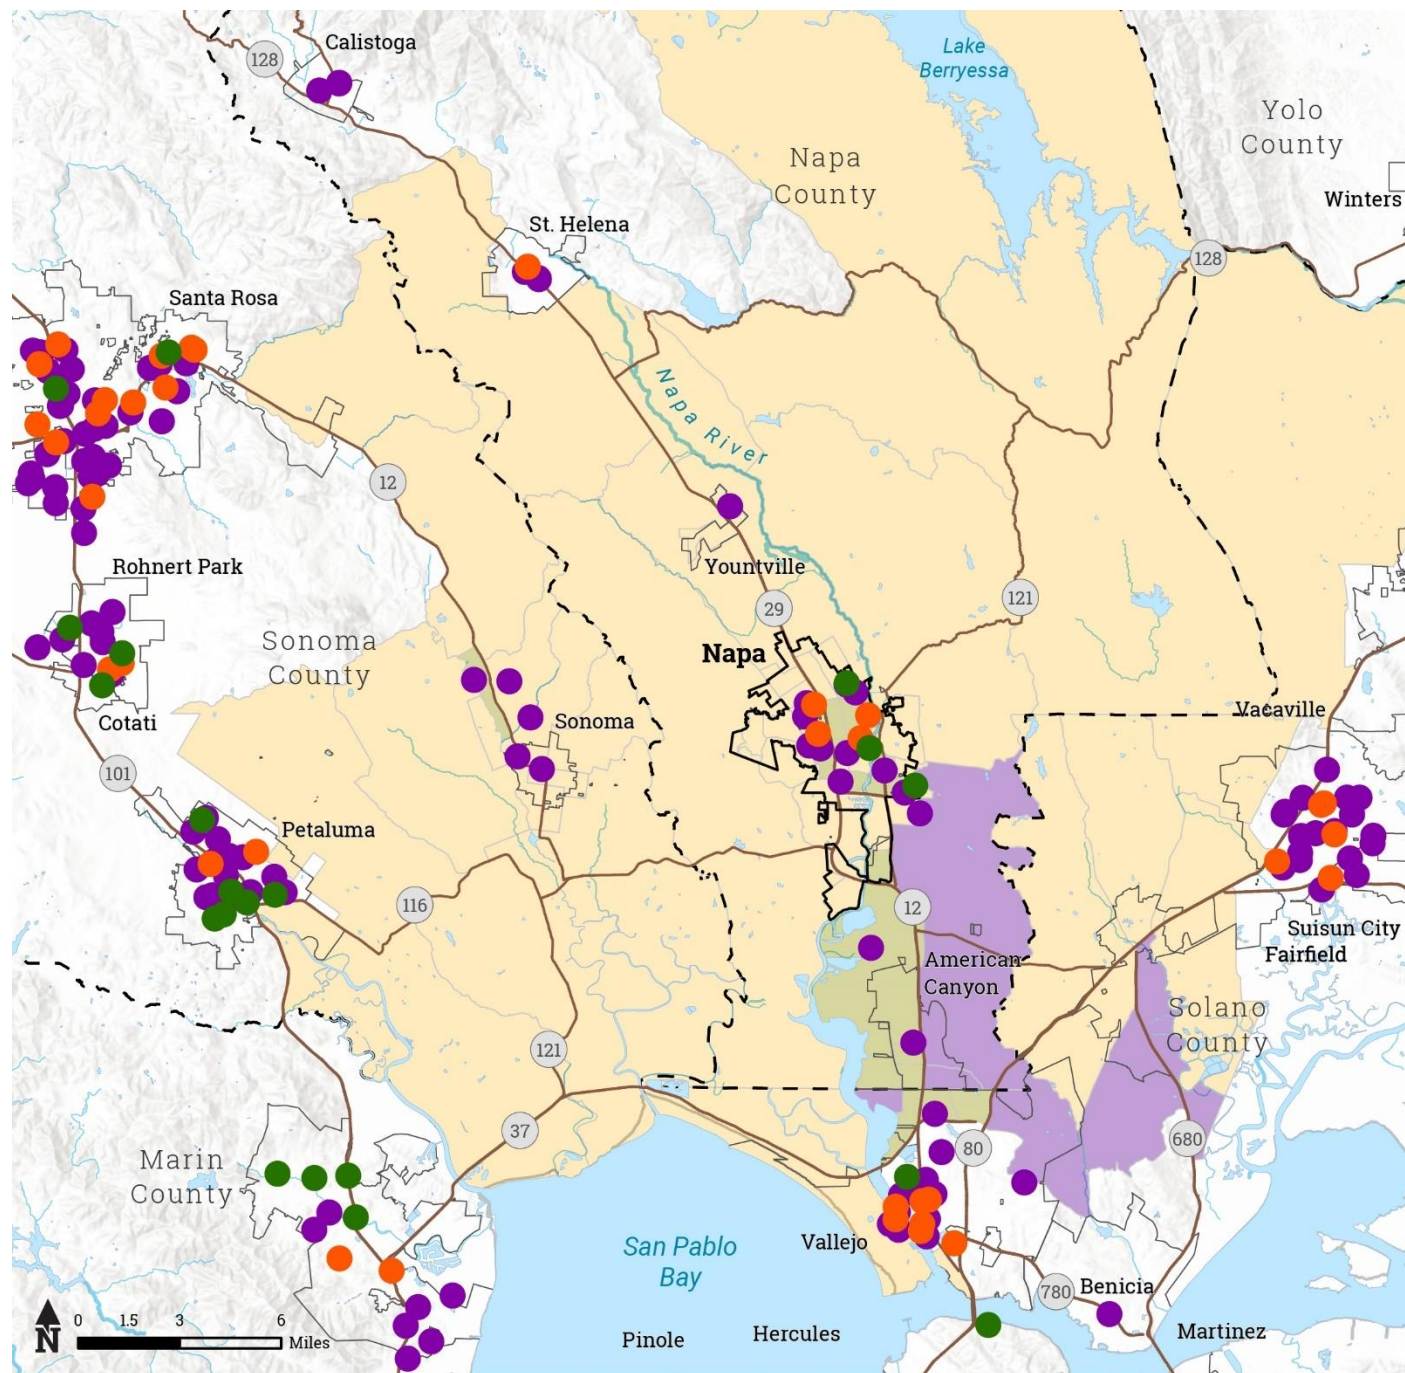 Calistoga
128
Lake
Berryessa
Yolo
County
Napa
County
Winters
St. Helena
128
Santa Rosa
Napa River
12
Rohnert Park
Yountville
29
121
Sonoma
County
Napa
Cotati
Sonoma
Vacaville
101
Petaluma
116
12
Suisun City
Fairfield
American
Canyon
Solano
County
121
37
80
680
Marin
County
Vallejo
San Pablo
Bay
780
Benicia
N
0 1.5 3 6
Miles
Pinole
Hercules
Martinez